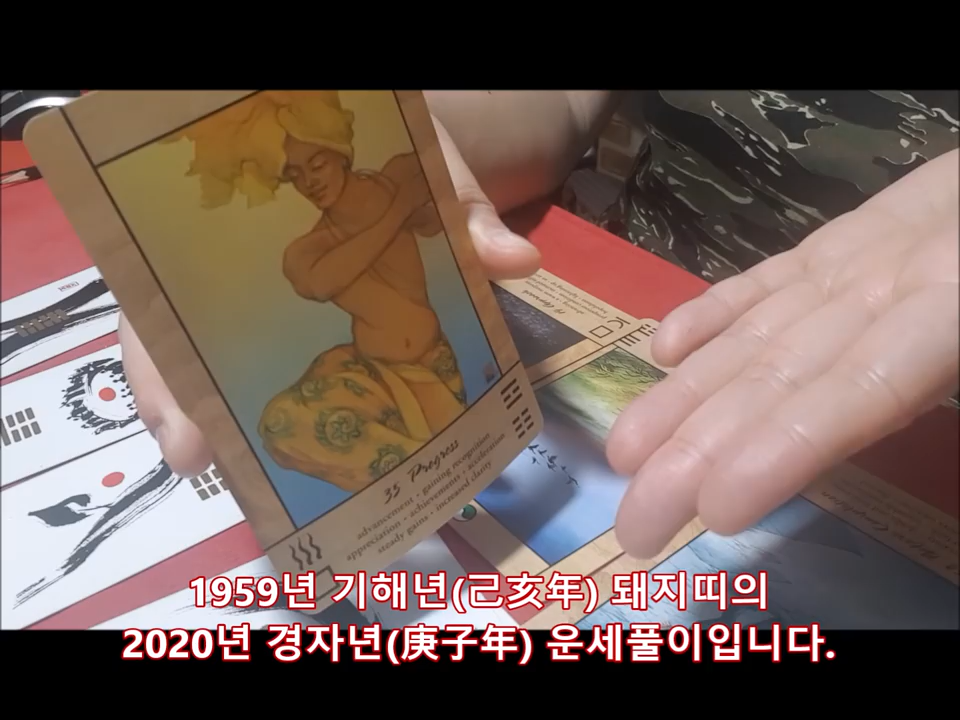 35 Progress
advancement · gaining recognition
appreciation · achievements · acceleration
steady gains · increased clarity
1959년 기해년(己亥年) 돼지띠의
2020년 경자년(庚子年) 운세풀이입니다.